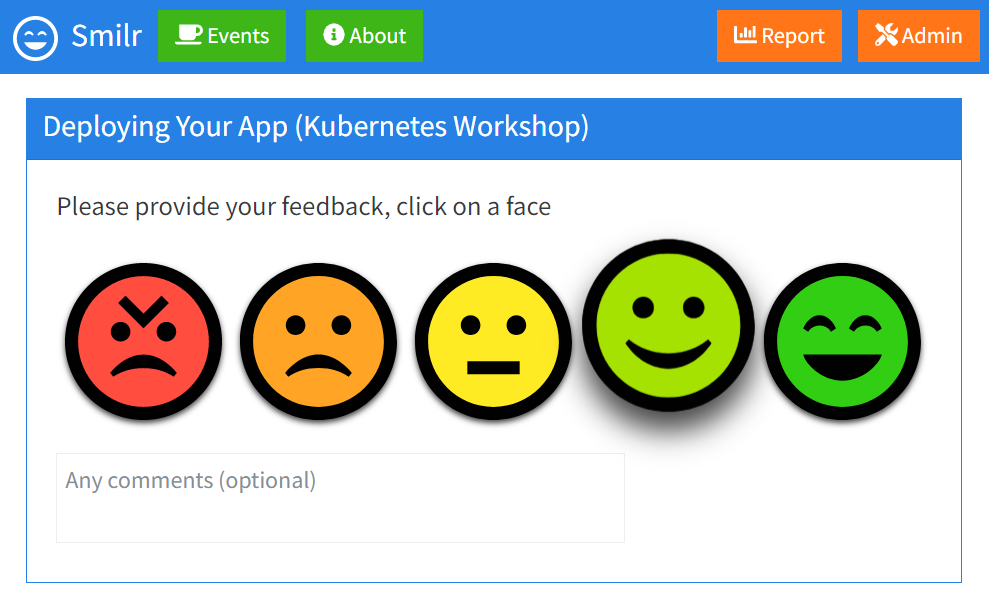 Smilr
Events
About
Report
Admin
Deploying Your App (Kubernetes Workshop)
Please provide your feedback, click on a face
Any comments (optional)